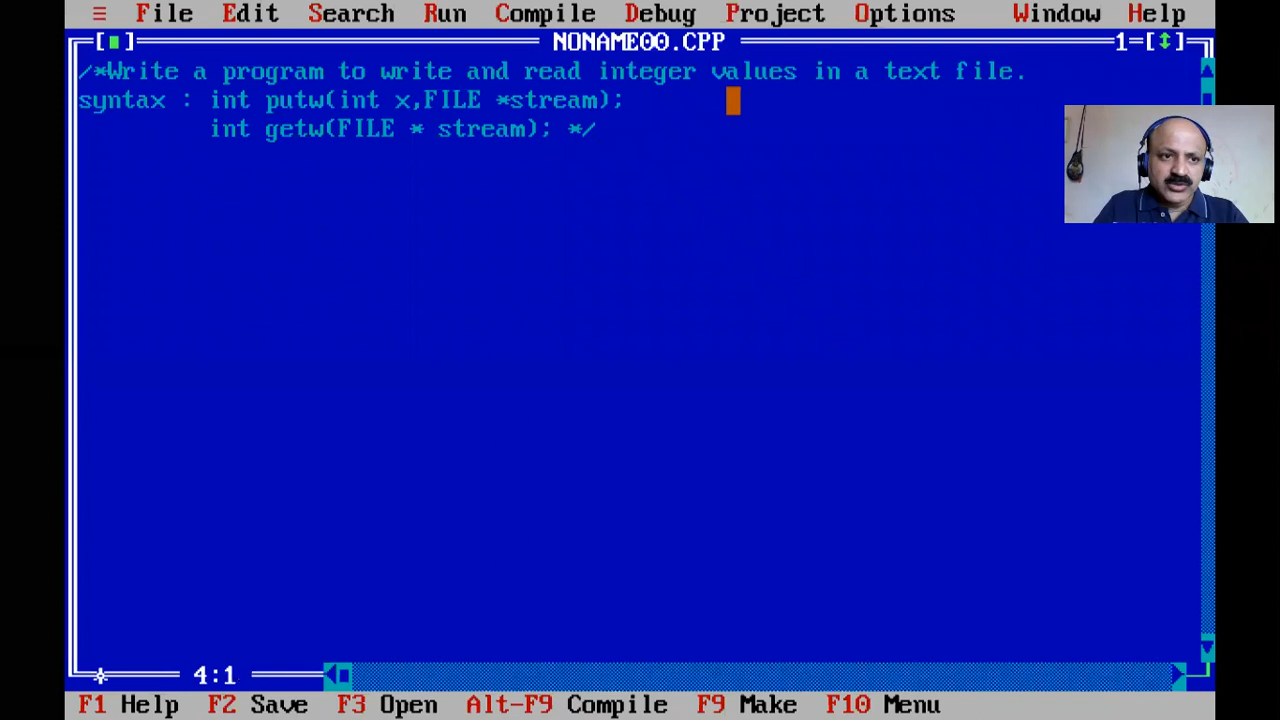 ≡ File Edit Search Run Compile Debug Project Options Window Help
[■] NONAME00.CPP 1=[↕]
/*Write a program to write and read integer values in a text file.
syntax : int putw(int x,FILE *stream);
int getw(FILE * stream); */
* 4:1
F1 Help F2 Save F3 Open Alt-F9 Compile F9 Make F10 Menu